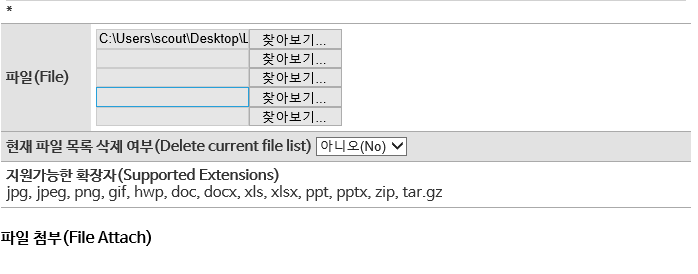 *
파일(File)
C:\Users\scout\Desktop\L 찾아보기...
찾아보기...
찾아보기...
찾아보기...
찾아보기...
현재 파일 목록 삭제 여부(Delete current file list) 아니오(No)
지원가능한 확장자(Supported Extensions)
jpg, jpeg, png, gif, hwp, doc, docx, xls, xlsx, ppt, pptx, zip, tar.gz
파일 첨부(File Attach)